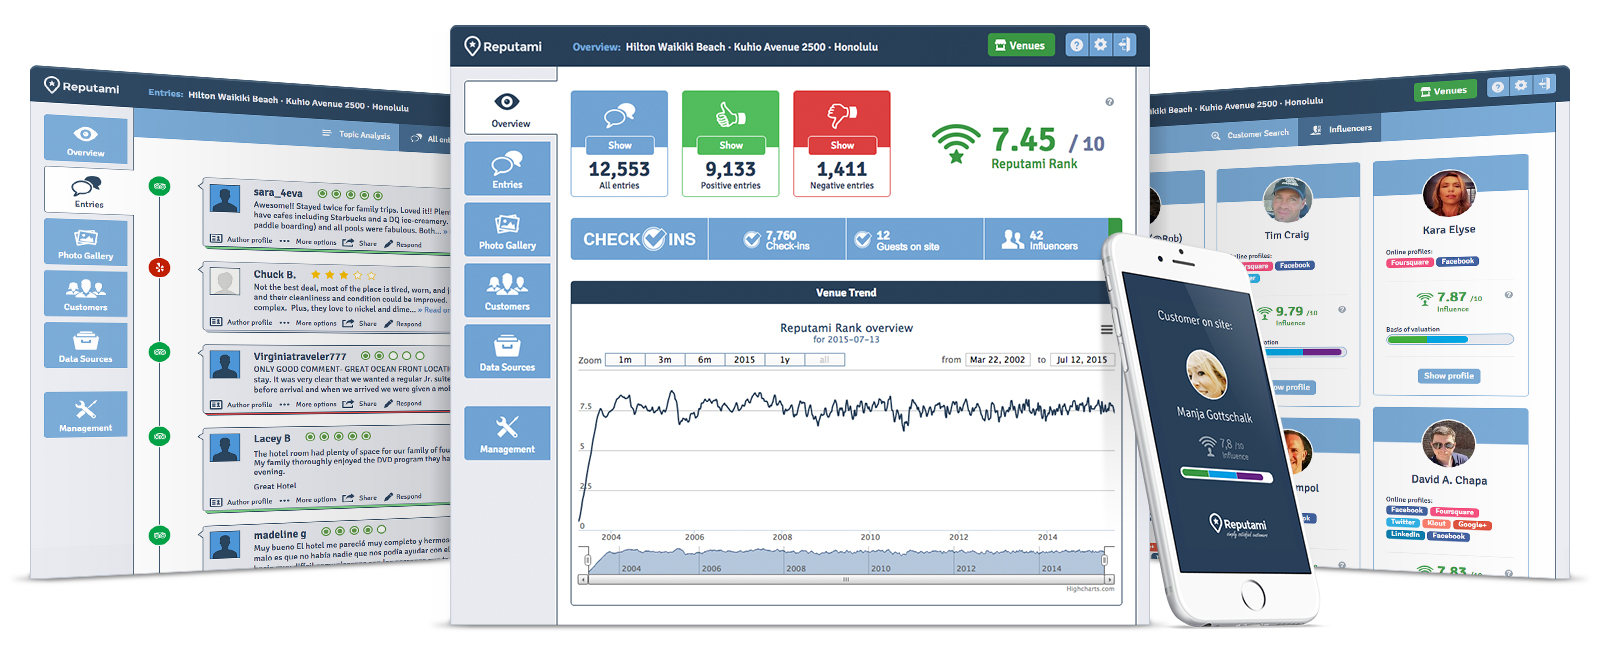 Reputami
Entries: Hilton Waikiki Beach · Kuhio Avenue 2500 · Honolulu
Overview
Entries
Photo Gallery
Customers
Data Sources
Management
Topic Analysis
All en
sara_4eva
Awesome!! Stayed twice for family trips. Loved it!!
have cafes including Starbucks and a DQ ice-creamery.
paddle boarding) and all pools were fabulous. Both... »
Author profile ··· More options Share Respond
Chuck B.
Not the best deal, most of the place is tired, worn, and
and their cleanliness and condition could be improved.
complex. Plus, they love to nickel and dime... »
Author profile ··· More options Share Respond
Virginiatraveler777
ONLY GOOD COMMENT- GREAT OCEAN FRONT LOCATI
stay. It was very clear that we wanted a regular Jr. suite
before arrival and when we arrived we were given a
Author profile ··· More options Share Respond
Lacey B
The hotel room had plenty of space for our family of
My family thoroughly enjoyed the DVD program they
evening.
Great Hotel
Author profile ··· More options Share Respond
madeline g
Muy bueno El hotel me pareció muy completo y hermos
malo es que no había nadie que nos podía ayudar con el
Reputami
Overview: Hilton Waikiki Beach · Kuhio Avenue 2500 · Honolulu
Venues
Overview
Entries
Photo Gallery
Customers
Data Sources
Management
Show
12,553
All entries
Show
9,133
Positive entries
Show
1,411
Negative entries
7.45 / 10
Reputami Rank
CHECK INS
7,760
Check-ins
12
Guests on site
42
Influencers
Venue Trend
Reputami Rank overview
for 2015-07-13
Zoom 1m 3m 6m 2015 1y all
from Mar 22, 2002 to Jul 12, 2015
7.5
5
2.5
0
2004 2006 2008 2010 2012 2014
2004 2006 2008 2010 2012 2014
Highcharts.com
Customer on site:
Manja Gottschalk
7,8 /10
Influence
Reputami
simply satisfied customers
ikiki Beach · Kuhio Avenue 2500 · Honolulu
Venues
Customer Search
Influencers
@Rob)
Tim Craig
Online profiles:
Foursquare Facebook
9.79 /10
Influence
Show profile
Kara Elyse
Online profiles:
Foursquare Facebook
7.87 /10
Influence
Basis of valuation
Show profile
mpol
David A. Chapa
Online profiles:
Facebook Foursquare
Twitter Klout Google+
LinkedIn Facebook
7.83 /10